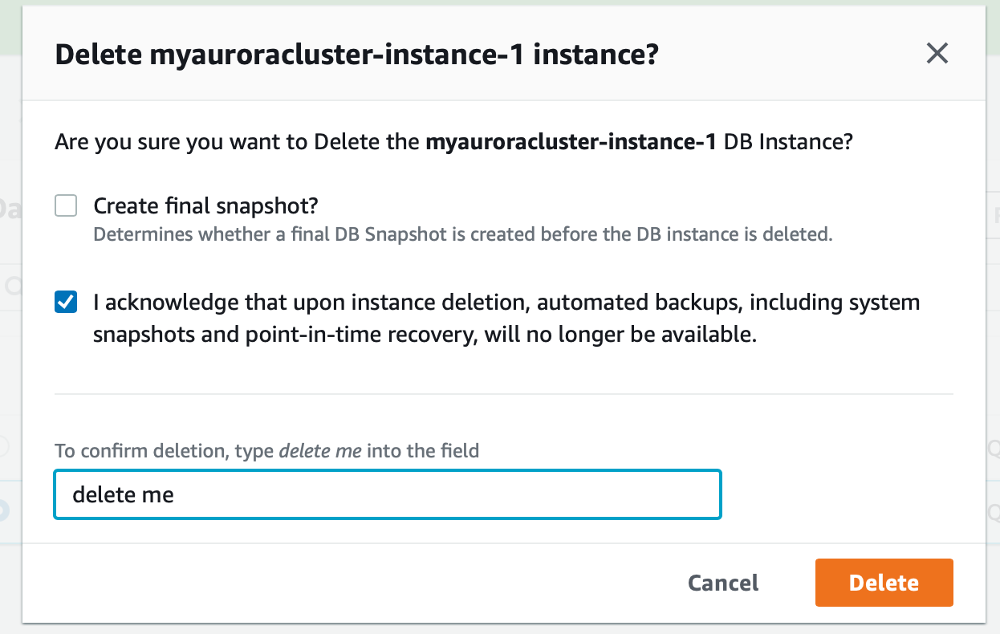 Delete myauroracluster-instance-1 instance?
Are you sure you want to Delete the myauroracluster-instance-1 DB Instance?
Create final snapshot?
Determines whether a final DB Snapshot is created before the DB instance is deleted.
I acknowledge that upon instance deletion, automated backups, including system
snapshots and point-in-time recovery, will no longer be available.
To confirm deletion, type delete me into the field
delete me
Cancel
Delete